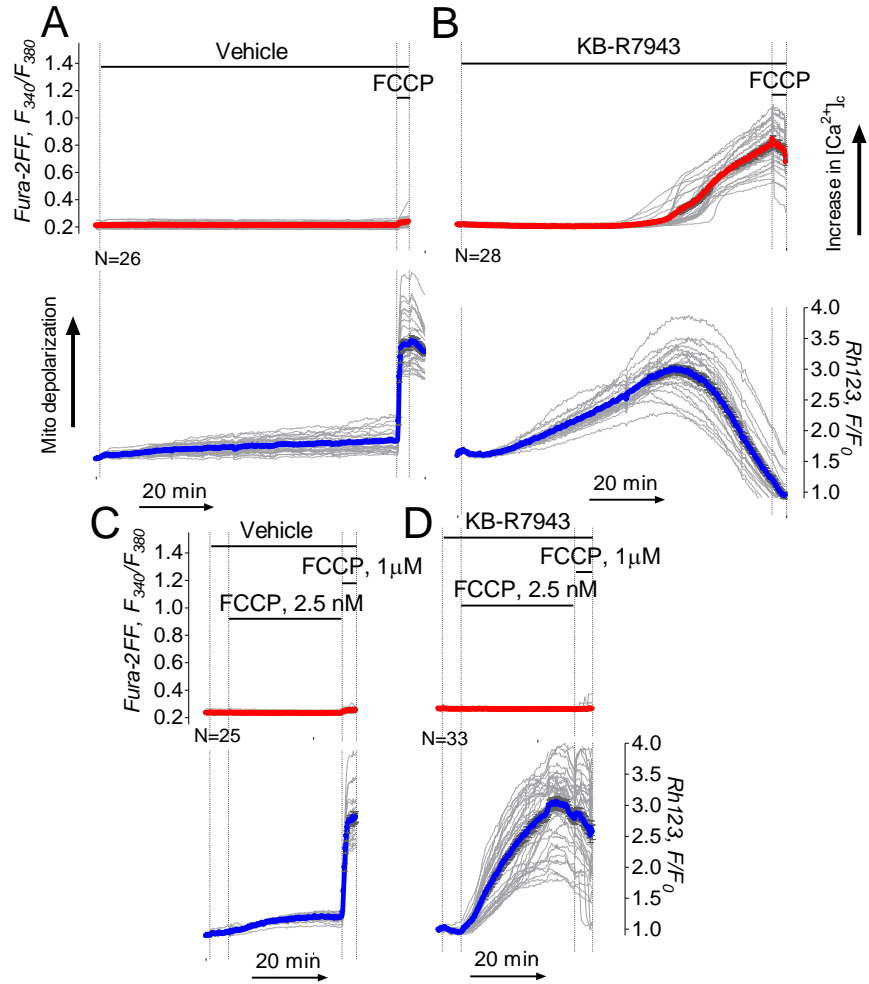 A
B
Vehicle
KB-R7943
FCCP
FCCP
Fura-2FF, F340/F380
1.4
1.2
1.0
0.8
0.6
0.4
0.2
Increase in [Ca2+]c
N=26
N=28
Mito depolarization
4.0
3.5
3.0
2.5
2.0
1.5
1.0
Rh123, F/F0
20 min
20 min
C
D
Vehicle
KB-R7943
FCCP, 1μM
FCCP, 1μM
FCCP, 2.5 nM
FCCP, 2.5 nM
Fura-2FF, F340/F380
1.4
1.2
1.0
0.8
0.6
0.4
0.2
N=25
N=33
4.0
3.5
3.0
2.5
2.0
1.5
1.0
Rh123, F/F0
20 min
20 min